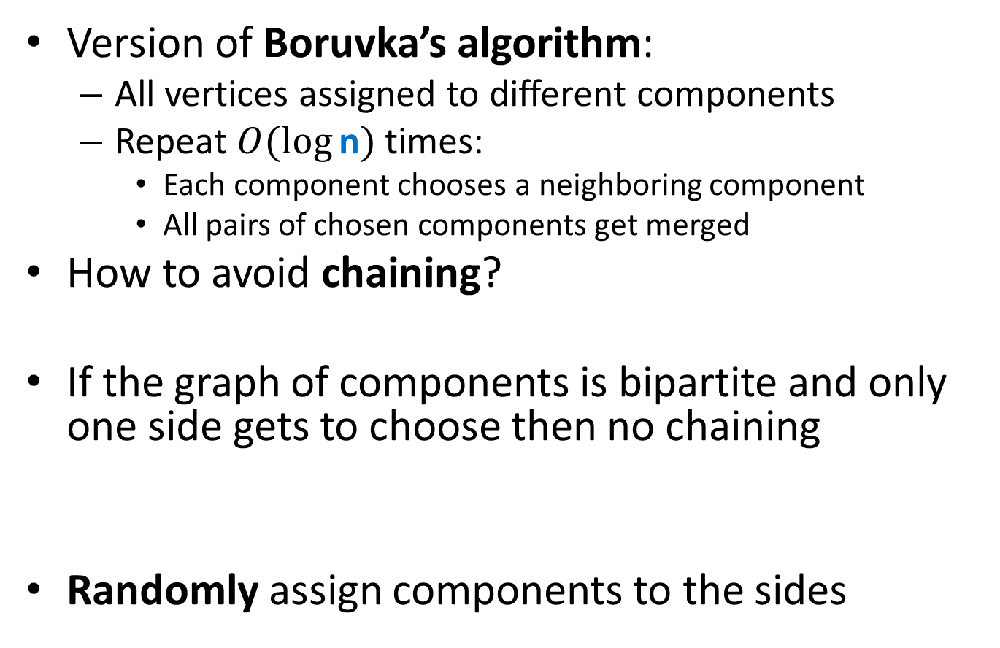 • Version of Boruvka’s algorithm:
– All vertices assigned to different components
– Repeat O(log n) times:
• Each component chooses a neighboring component
• All pairs of chosen components get merged
• How to avoid chaining?
• If the graph of components is bipartite and only
one side gets to choose then no chaining
• Randomly assign components to the sides